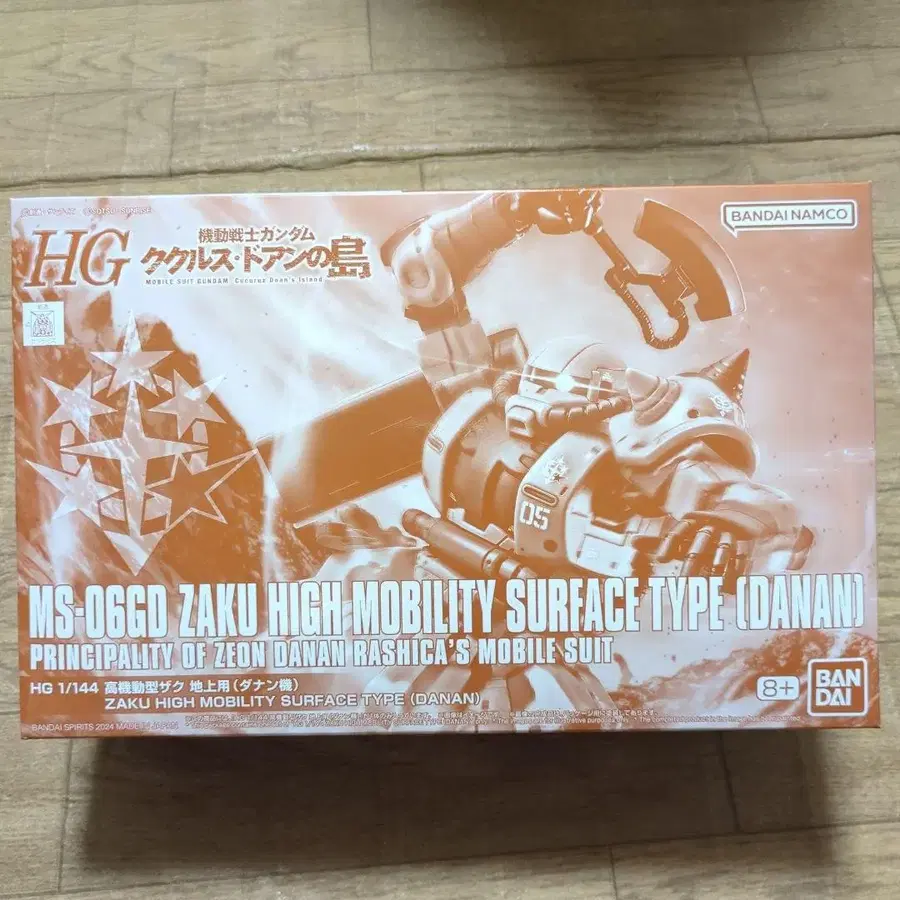 BANDAI NAMCO
HG
機動戦士ガンダム
ククルス・ドアンの島
MOBILE SUIT GUNDAM Cucuruz Doan's Island
05
05
MS-06GD ZAKU HIGH MOBILITY SURFACE TYPE (DANAN)
PRINCIPALITY OF ZEON DANAN RASHICA'S MOBILE SUIT
HG 1/144 高機動型ザク 地上用(ダナン機)
ZAKU HIGH MOBILITY SURFACE TYPE (DANAN)
8+
BAN
DAI
BANDAI SPIRITS 2024 MADE IN JAPAN